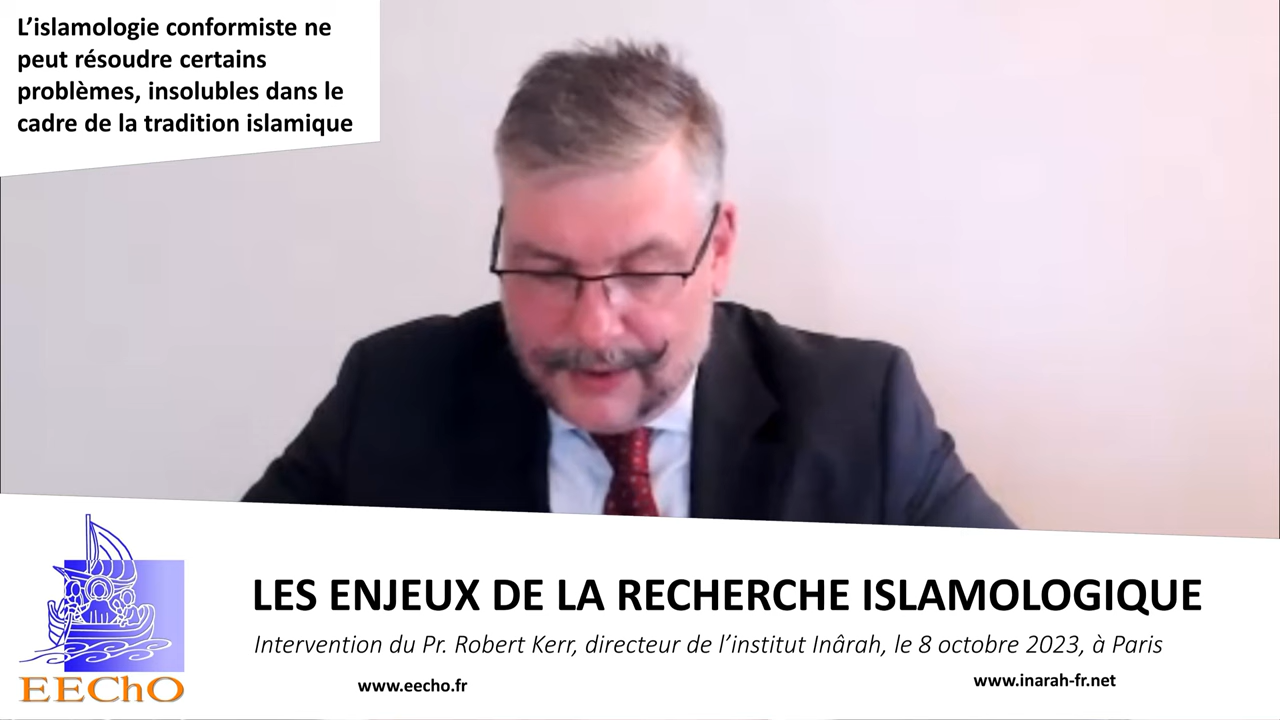 L’islamologie conformiste ne
peut résoudre certains
problèmes, insolubles dans le
cadre de la tradition islamique
LES ENJEUX DE LA RECHERCHE ISLAMOLOGIQUE
Intervention du Pr. Robert Kerr, directeur de l’institut Inârah, le 8 octobre 2023, à Paris
EEChO
www.eecho.fr
www.inarah-fr.net